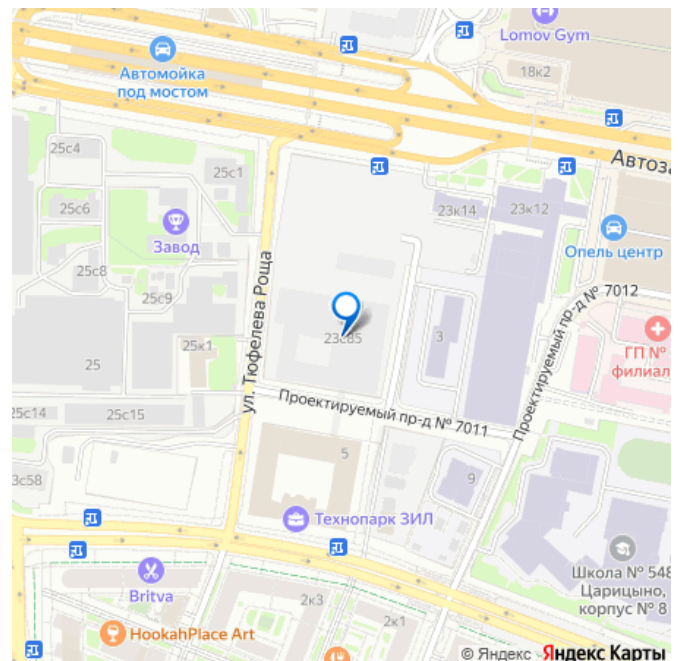 Lomov Gym
Автомойка
под мостом
18к2
Автоза
25с4
25с1
25с6
23к14
23к12
Завод
Опель центр
25с8
25с9
Проектируемый пр-д № 7012
ул. Тюфелева Роща
23с85
3
ГП №
филиал
25к1
25
Проектируемый пр-д № 7011
25с14
25с15
5
3с58
9
Технопарк ЗИЛ
Школа № 548
Царицыно,
корпус № 8
Britva
2к3
2к1
HookahPlace Art
© Яндекс Яндекс Карты